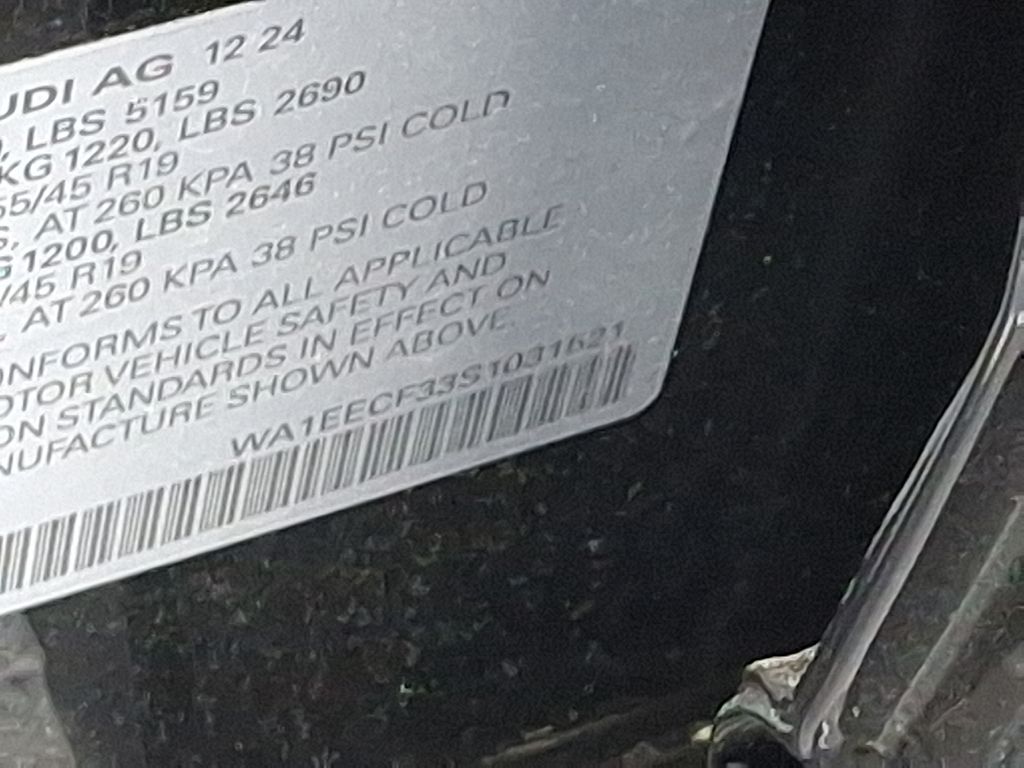 UDI AG 12 24
, LBS 5159
KG 1220, LBS 2690
55/45 R19
S, AT 260 KPA 38 PSI COLD
G 1200, LBS 2646
/45 R19
, AT 260 KPA 38 PSI COLD
ONFORMS TO ALL APPLICABLE
OTOR VEHICLE SAFETY AND
ON STANDARDS IN EFFECT ON
NUFACTURE SHOWN ABOVE.
WA1EECF33S1031621